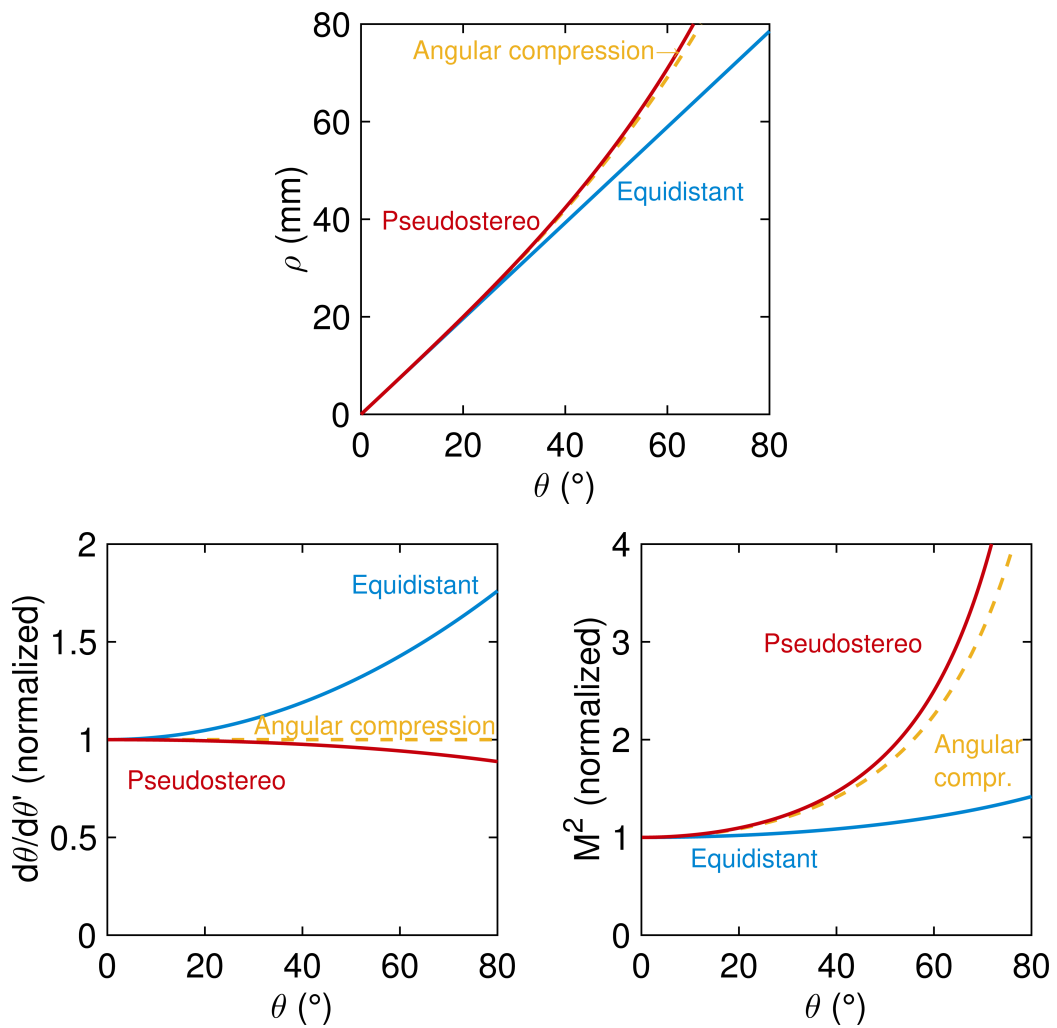 80
Angular compression
60
Equidistant
40
Pseudostereo
ρ (mm)
20
0
0 20 40 60 80
θ (°)
2
Equidistant
1.5
Angular compression
1
Pseudostereo
dθ/dθ' (normalized)
0.5
0
0 20 40 60 80
θ (°)
4
3
Pseudostereo
2
Angular
compr.
M² (normalized)
1
Equidistant
0
0 20 40 60 80
θ (°)